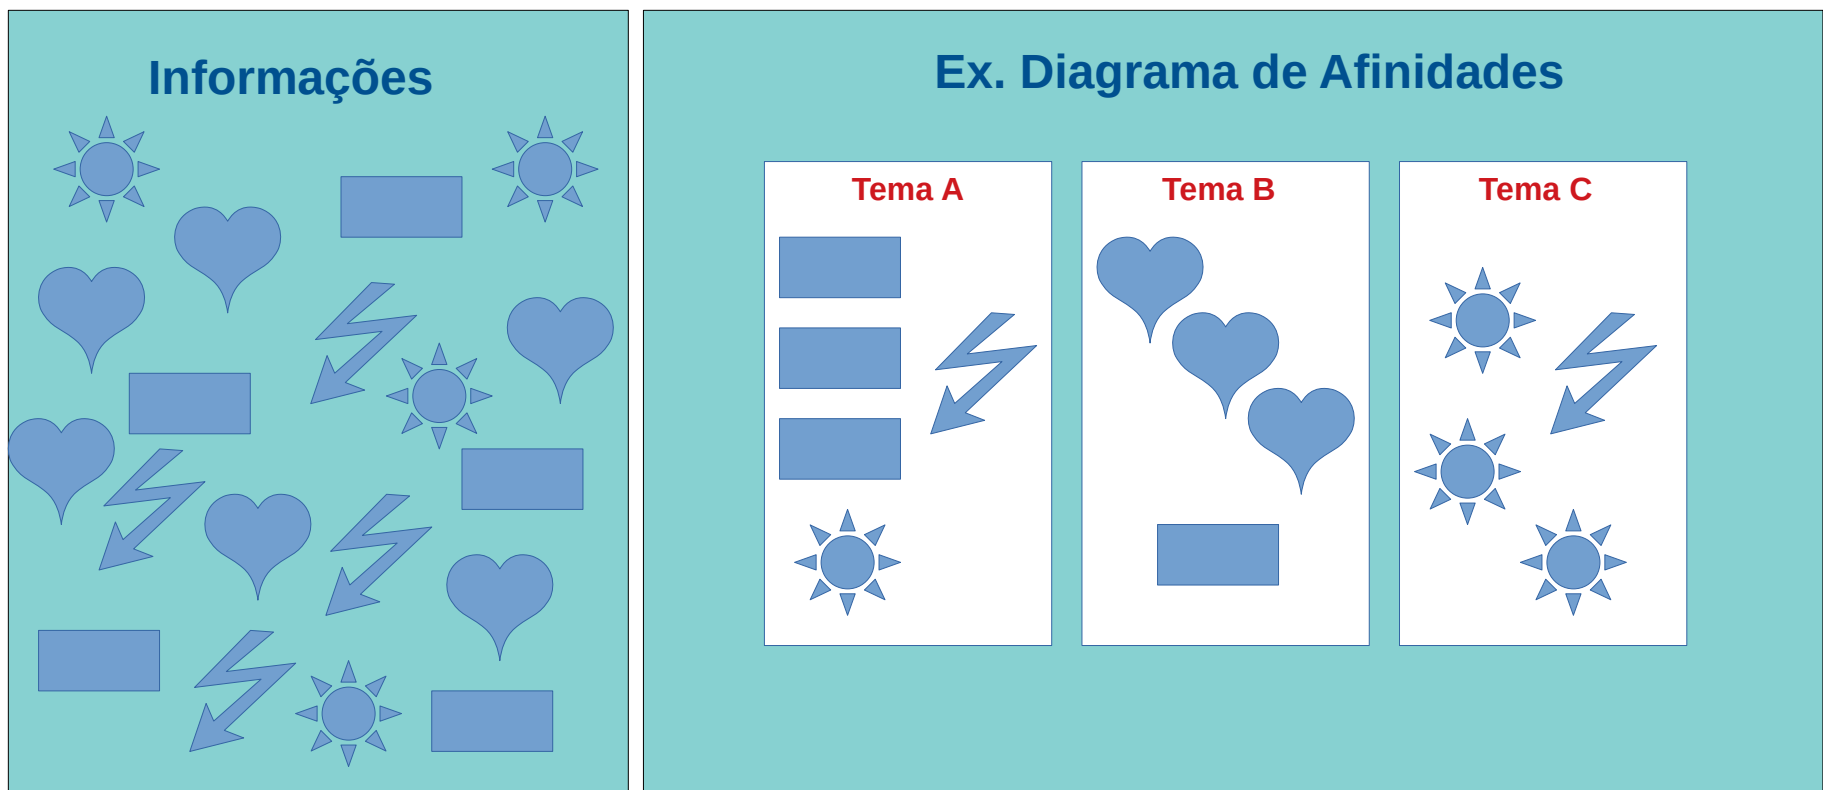 Informações
Ex. Diagrama de Afinidades
Tema A
Tema B
Tema C